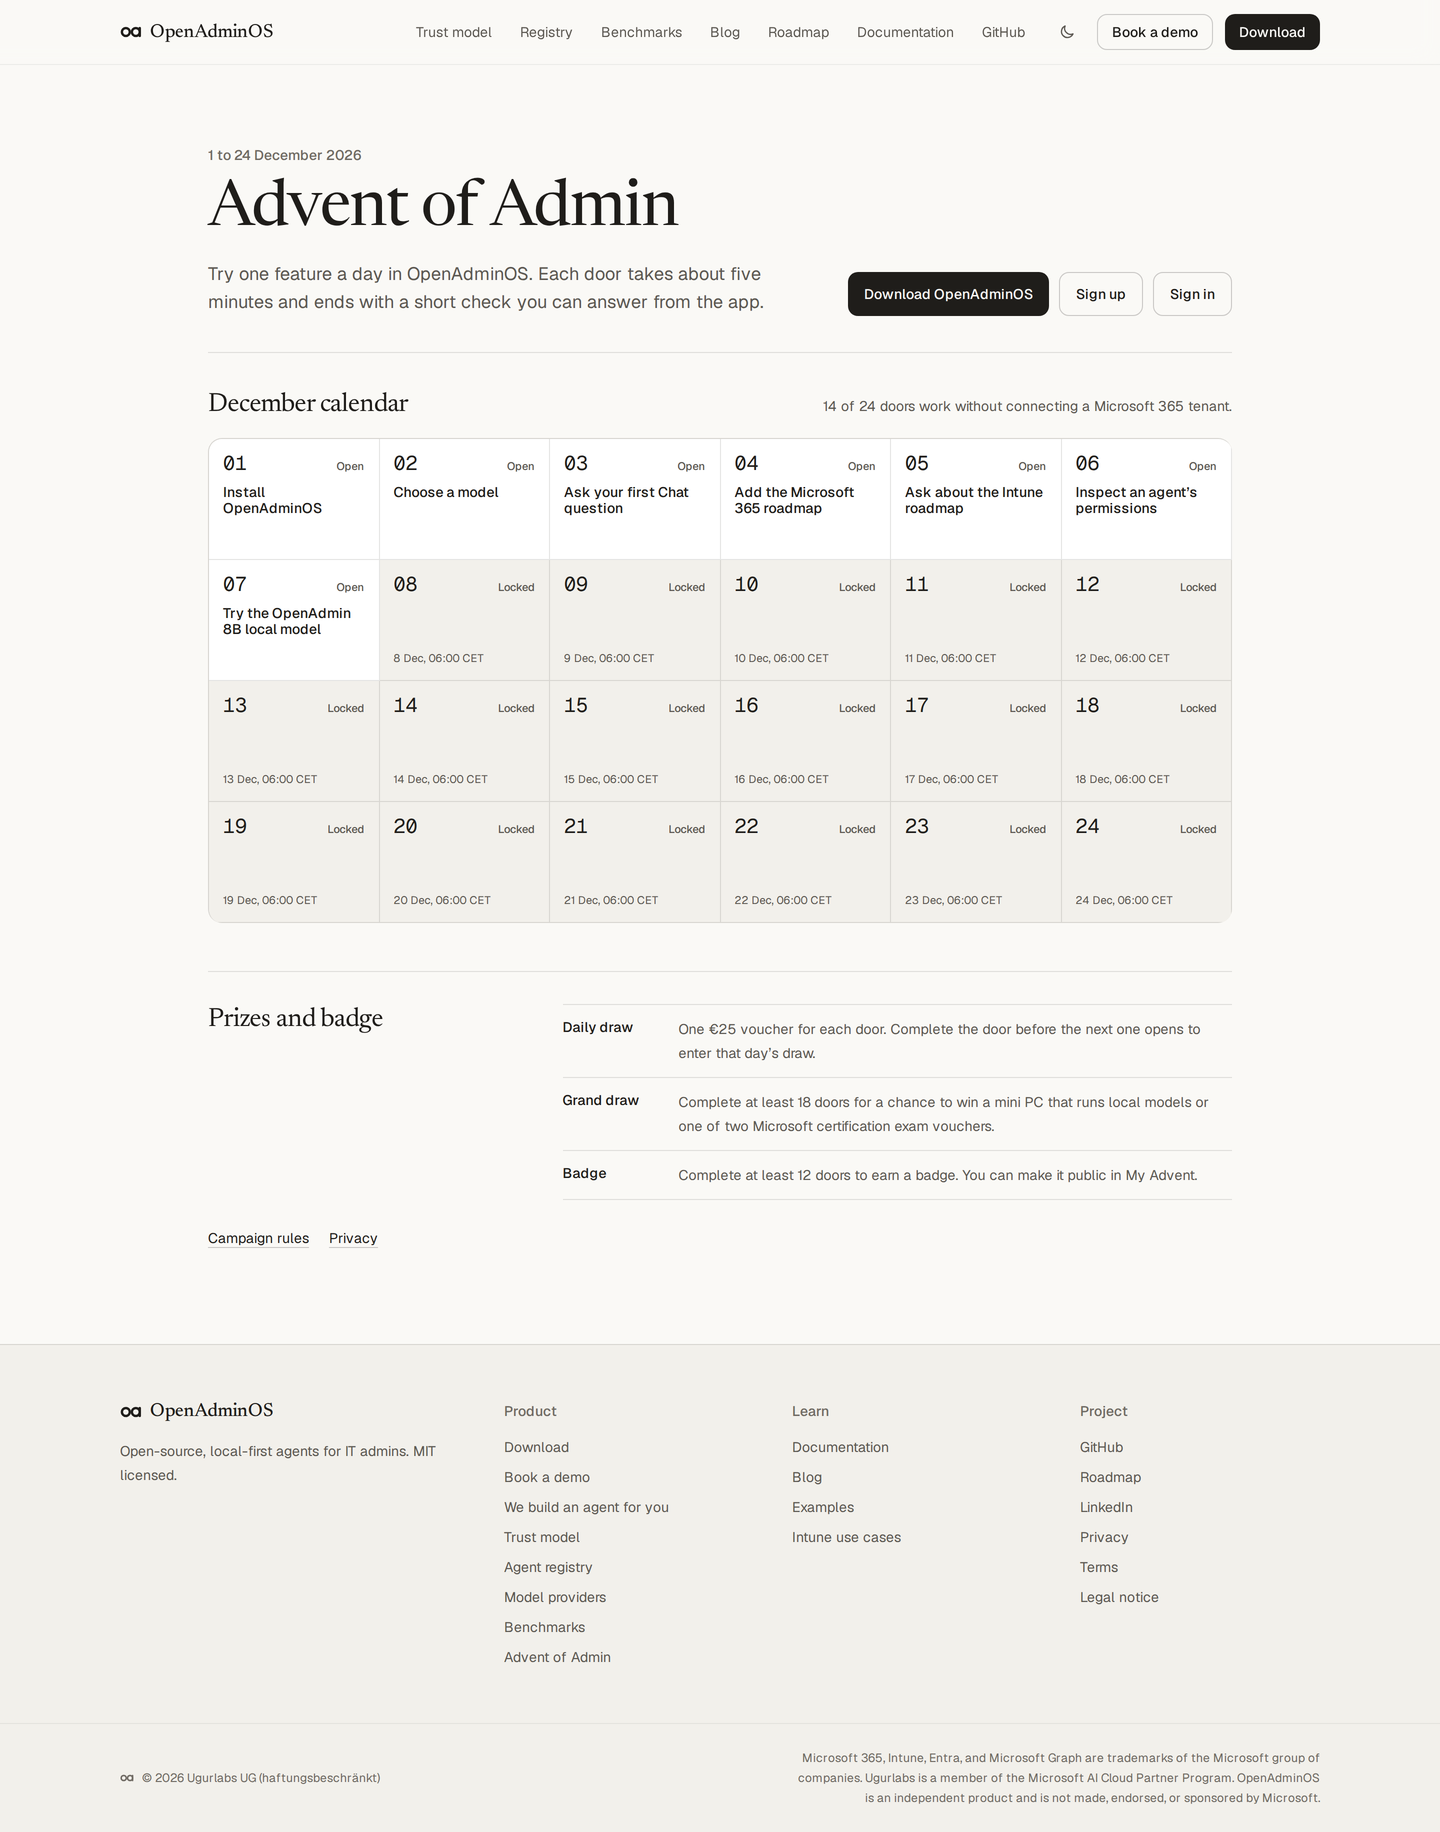 OpenAdminOS
Trust model
Registry
Benchmarks
Blog
Roadmap
Documentation
GitHub
Book a demo
Download
1 to 24 December 2026
Advent of Admin
Try one feature a day in OpenAdminOS. Each door takes about five
minutes and ends with a short check you can answer from the app.
Download OpenAdminOS
Sign up
Sign in
December calendar
14 of 24 doors work without connecting a Microsoft 365 tenant.
01
Open
Install
OpenAdminOS
02
Open
Choose a model
03
Open
Ask your first Chat
question
04
Open
Add the Microsoft
365 roadmap
05
Open
Ask about the Intune
roadmap
06
Open
Inspect an agent's
permissions
07
Open
Try the OpenAdmin
8B local model
08
Locked
8 Dec, 06:00 CET
09
Locked
9 Dec, 06:00 CET
10
Locked
10 Dec, 06:00 CET
11
Locked
11 Dec, 06:00 CET
12
Locked
12 Dec, 06:00 CET
13
Locked
13 Dec, 06:00 CET
14
Locked
14 Dec, 06:00 CET
15
Locked
15 Dec, 06:00 CET
16
Locked
16 Dec, 06:00 CET
17
Locked
17 Dec, 06:00 CET
18
Locked
18 Dec, 06:00 CET
19
Locked
19 Dec, 06:00 CET
20
Locked
20 Dec, 06:00 CET
21
Locked
21 Dec, 06:00 CET
22
Locked
22 Dec, 06:00 CET
23
Locked
23 Dec, 06:00 CET
24
Locked
24 Dec, 06:00 CET
Prizes and badge
Daily draw
One €25 voucher for each door. Complete the door before the next one opens to
enter that day's draw.
Grand draw
Complete at least 18 doors for a chance to win a mini PC that runs local models or
one of two Microsoft certification exam vouchers.
Badge
Complete at least 12 doors to earn a badge. You can make it public in My Advent.
Campaign rules
Privacy
OpenAdminOS
Open-source, local-first agents for IT admins. MIT
licensed.
Product
Download
Book a demo
We build an agent for you
Trust model
Agent registry
Model providers
Benchmarks
Advent of Admin
Learn
Documentation
Blog
Examples
Intune use cases
Project
GitHub
Roadmap
LinkedIn
Privacy
Terms
Legal notice
© 2026 Ugurlabs UG (haftungsbeschränkt)
Microsoft 365, Intune, Entra, and Microsoft Graph are trademarks of the Microsoft group of
companies. Ugurlabs is a member of the Microsoft AI Cloud Partner Program. OpenAdminOS
is an independent product and is not made, endorsed, or sponsored by Microsoft.